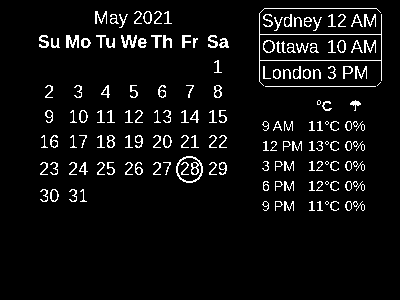 May 2021
Su Mo Tu We Th Fr Sa
1
2 3 4 5 6 7 8
9 10 11 12 13 14 15
16 17 18 19 20 21 22
23 24 25 26 27 28 29
30 31
Sydney 12 AM
Ottawa 10 AM
London 3 PM
°C
9 AM 11°C 0%
12 PM 13°C 0%
3 PM 12°C 0%
6 PM 12°C 0%
9 PM 11°C 0%